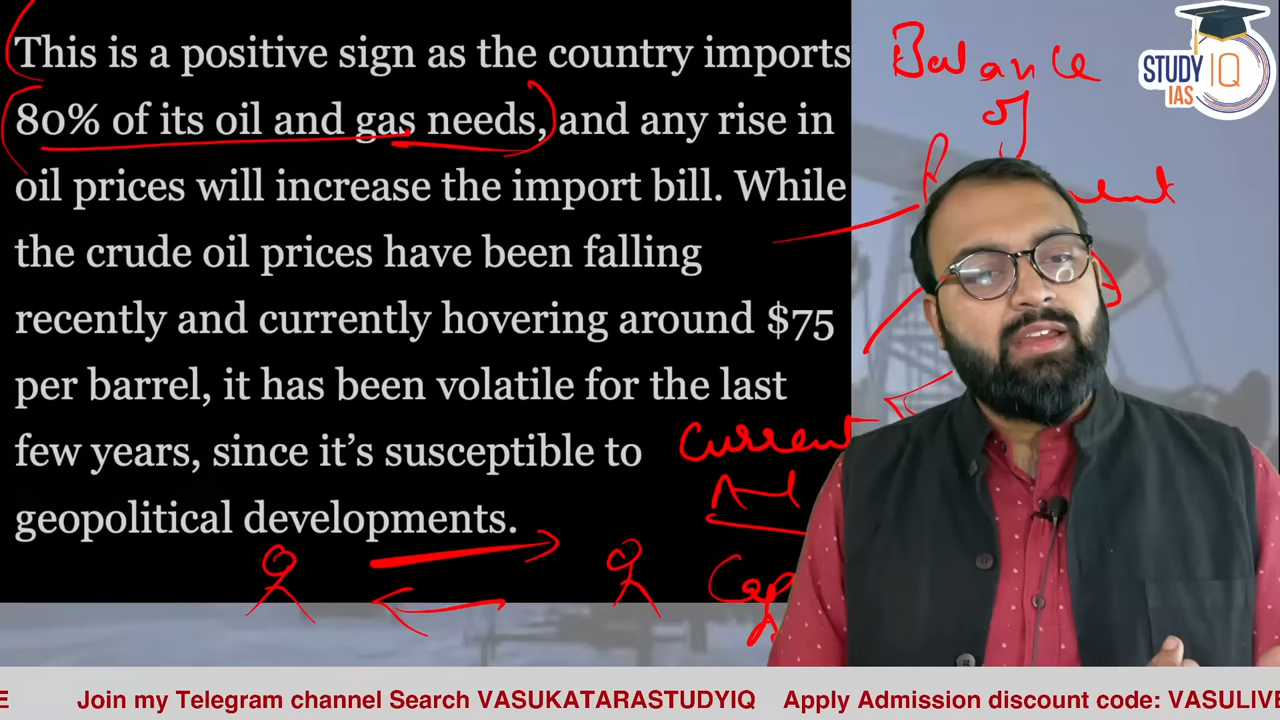 This is a positive sign as the country imports
80% of its oil and gas needs, and any rise in
oil prices will increase the import bill. While
the crude oil prices have been falling
recently and currently hovering around $75
per barrel, it has been volatile for the last
few years, since it’s susceptible to
geopolitical developments.
Balance
of
Current
STUDY IQ
IAS
E Join my Telegram channel Search VASUKATARASTUDYIQ Apply Admission discount code: VASULIVE